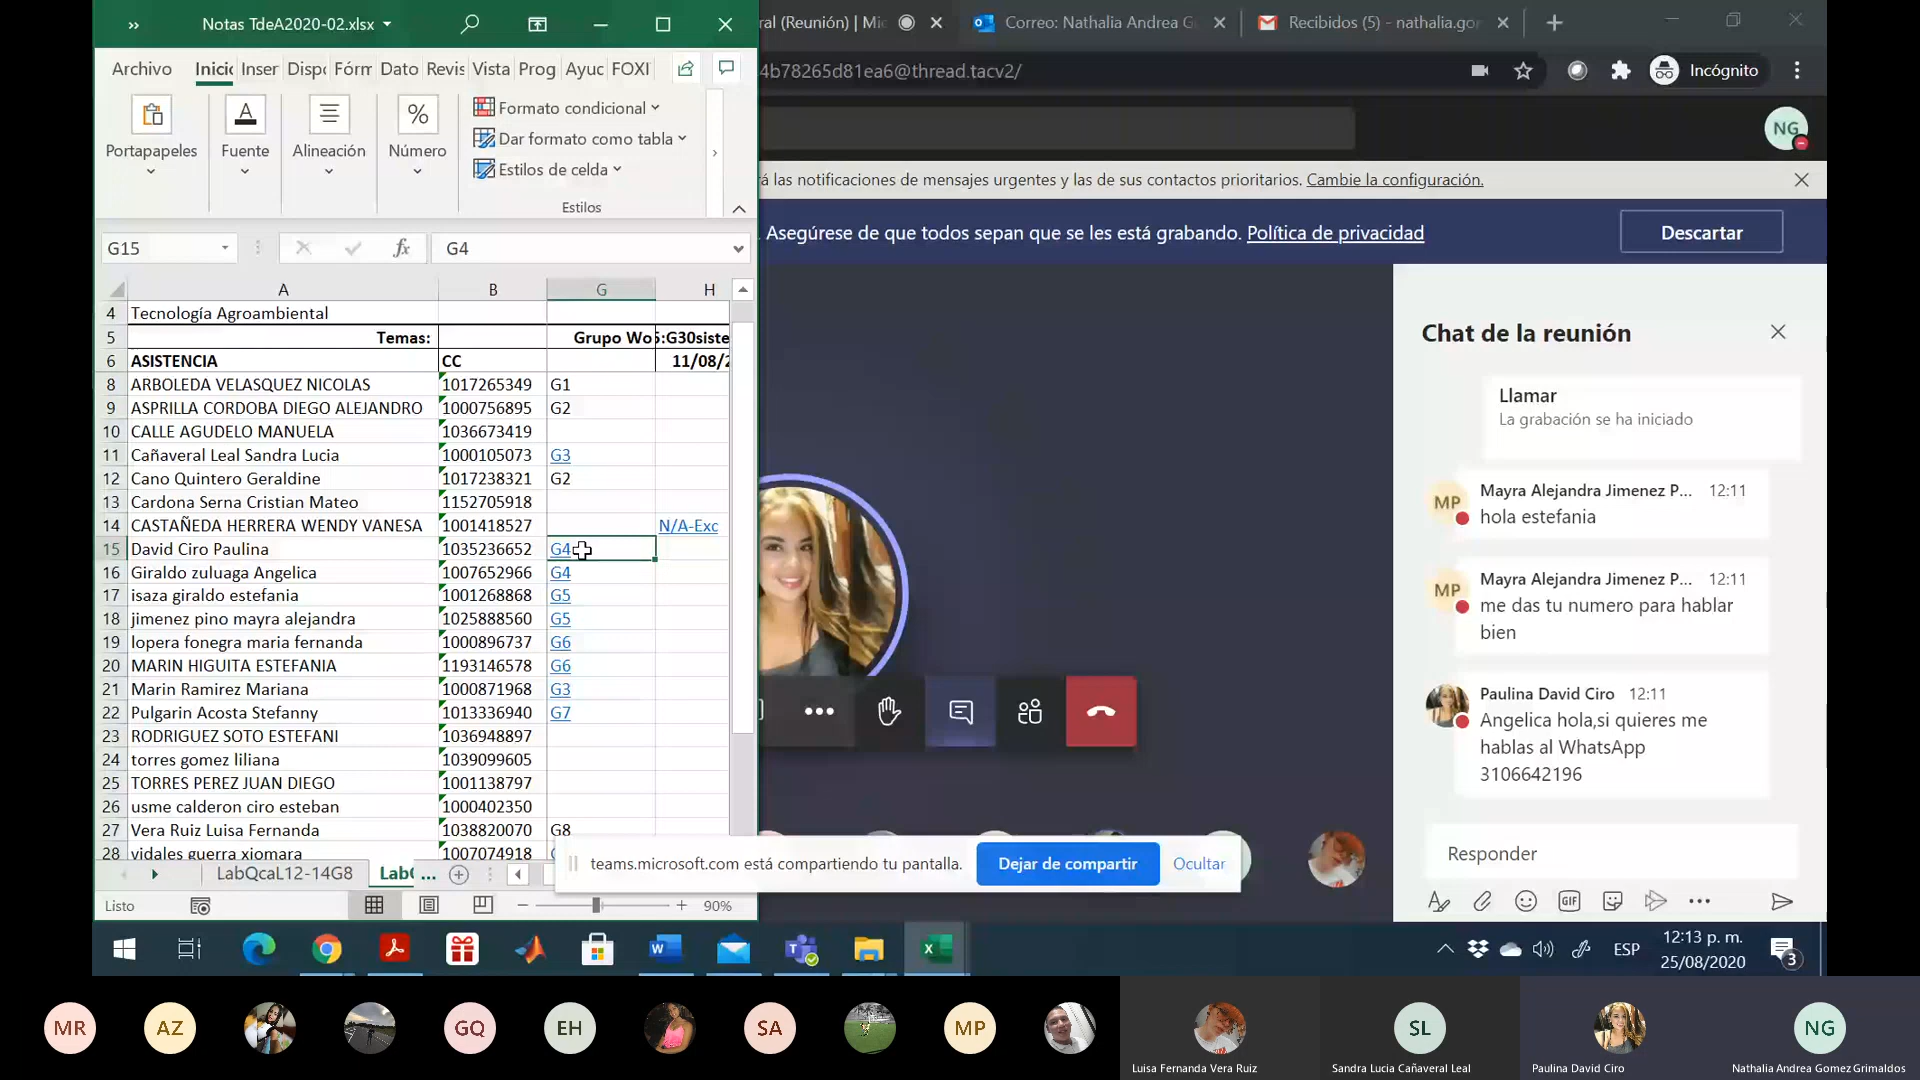 »
Notas TdeA2020-02.xlsx
Archivo Inicio Inser Dispo Fórm Dato Revis Vista Prog Ayuc FOXI
Portapapeles
Fuente
Alineación
%
Número
Formato condicional
Dar formato como tabla
Estilos de celda
Estilos
G15
fx
G4
A B G H
4 Tecnología Agroambiental
5 Temas: Grupo Wo 5:G30siste
6 ASISTENCIA CC 11/08/2
8 ARBOLEDA VELASQUEZ NICOLAS 1017265349 G1
9 ASPRILLA CORDOBA DIEGO ALEJANDRO 1000756895 G2
10 CALLE AGUDELO MANUELA 1036673419
11 Cañaveral Leal Sandra Lucia 1000105073 G3
12 Cano Quintero Geraldine 1017238321 G2
13 Cardona Serna Cristian Mateo 1152705918
14 CASTAÑEDA HERRERA WENDY VANESA 1001418527 N/A-Exc
15 David Ciro Paulina 1035236652 G4
16 Giraldo zuluaga Angelica 1007652966 G4
17 isaza giraldo estefania 1001268868 G5
18 jimenez pino mayra alejandra 1025888560 G5
19 lopera fonegra maria fernanda 1000896737 G6
20 MARIN HIGUITA ESTEFANIA 1193146578 G6
21 Marin Ramirez Mariana 1000871968 G3
22 Pulgarin Acosta Stefanny 1013336940 G7
23 RODRIGUEZ SOTO ESTEFANI 1036948897
24 torres gomez liliana 1039099605
25 TORRES PEREZ JUAN DIEGO 1001138797
26 usme calderon ciro esteban 1000402350
27 Vera Ruiz Luisa Fernanda 1038820070 G8
28 vidales guerra xiomara 1007074918
LabQcaL12-14G8 Lab ...
Listo
90%
ral (Reunión) | Mi
Correo: Nathalia Andrea G
Recibidos (5) - nathalia.go
4b78265d81ea6@thread.tacv2/
Incógnito
NG
rá las notificaciones de mensajes urgentes y las de sus contactos prioritarios. Cambie la configuración.
. Asegúrese de que todos sepan que se les está grabando. Política de privacidad
Descartar
Chat de la reunión
Llamar
La grabación se ha iniciado
MP
Mayra Alejandra Jimenez P... 12:11
hola estefania
MP
Mayra Alejandra Jimenez P... 12:11
me das tu numero para hablar
bien
Paulina David Ciro 12:11
Angelica hola,si quieres me
hablas al WhatsApp
3106642196
Responder
GIF
teams.microsoft.com está compartiendo tu pantalla.
Dejar de compartir
Ocultar
ESP
12:13 p. m.
25/08/2020
3
MR AZ GQ EH SA MP SL NG
Luisa Fernanda Vera Ruiz
Sandra Lucia Cañaveral Leal
Paulina David Ciro
Nathalia Andrea Gomez Grimaldos